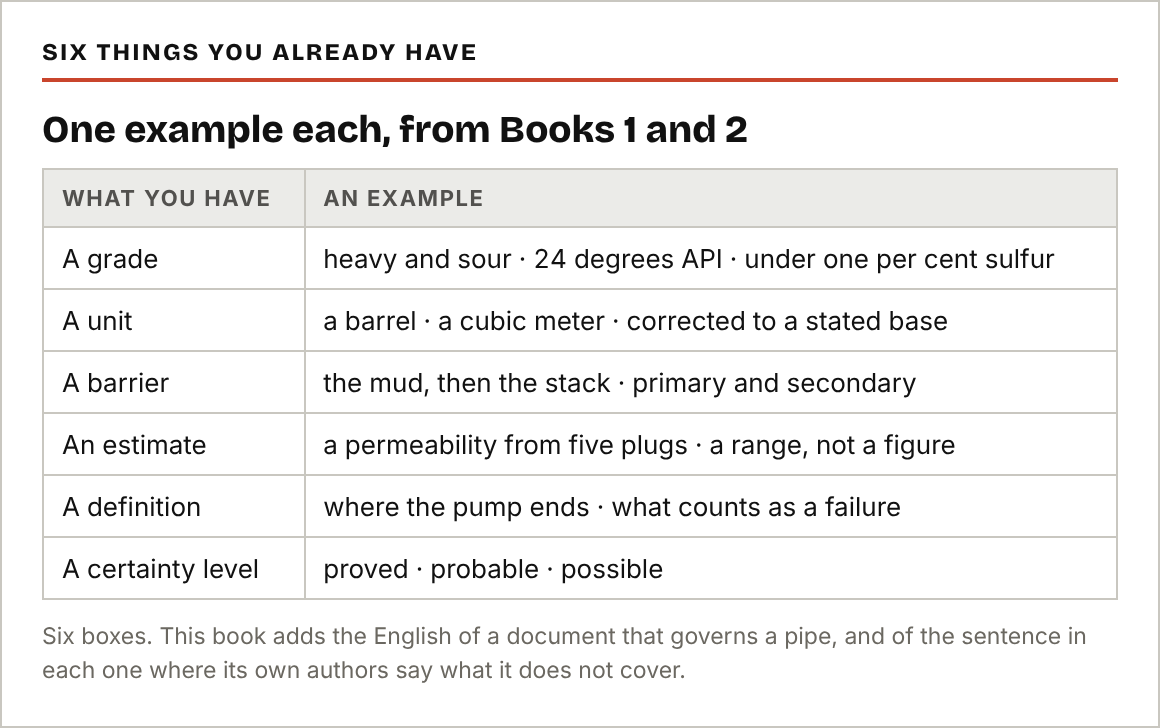 SIX THINGS YOU ALREADY HAVE
One example each, from Books 1 and 2
WHAT YOU HAVE AN EXAMPLE
A grade heavy and sour · 24 degrees API · under one per cent sulfur
A unit a barrel · a cubic meter · corrected to a stated base
A barrier the mud, then the stack · primary and secondary
An estimate a permeability from five plugs · a range, not a figure
A definition where the pump ends · what counts as a failure
A certainty level proved · probable · possible
Six boxes. This book adds the English of a document that governs a pipe, and of the sentence in
each one where its own authors say what it does not cover.